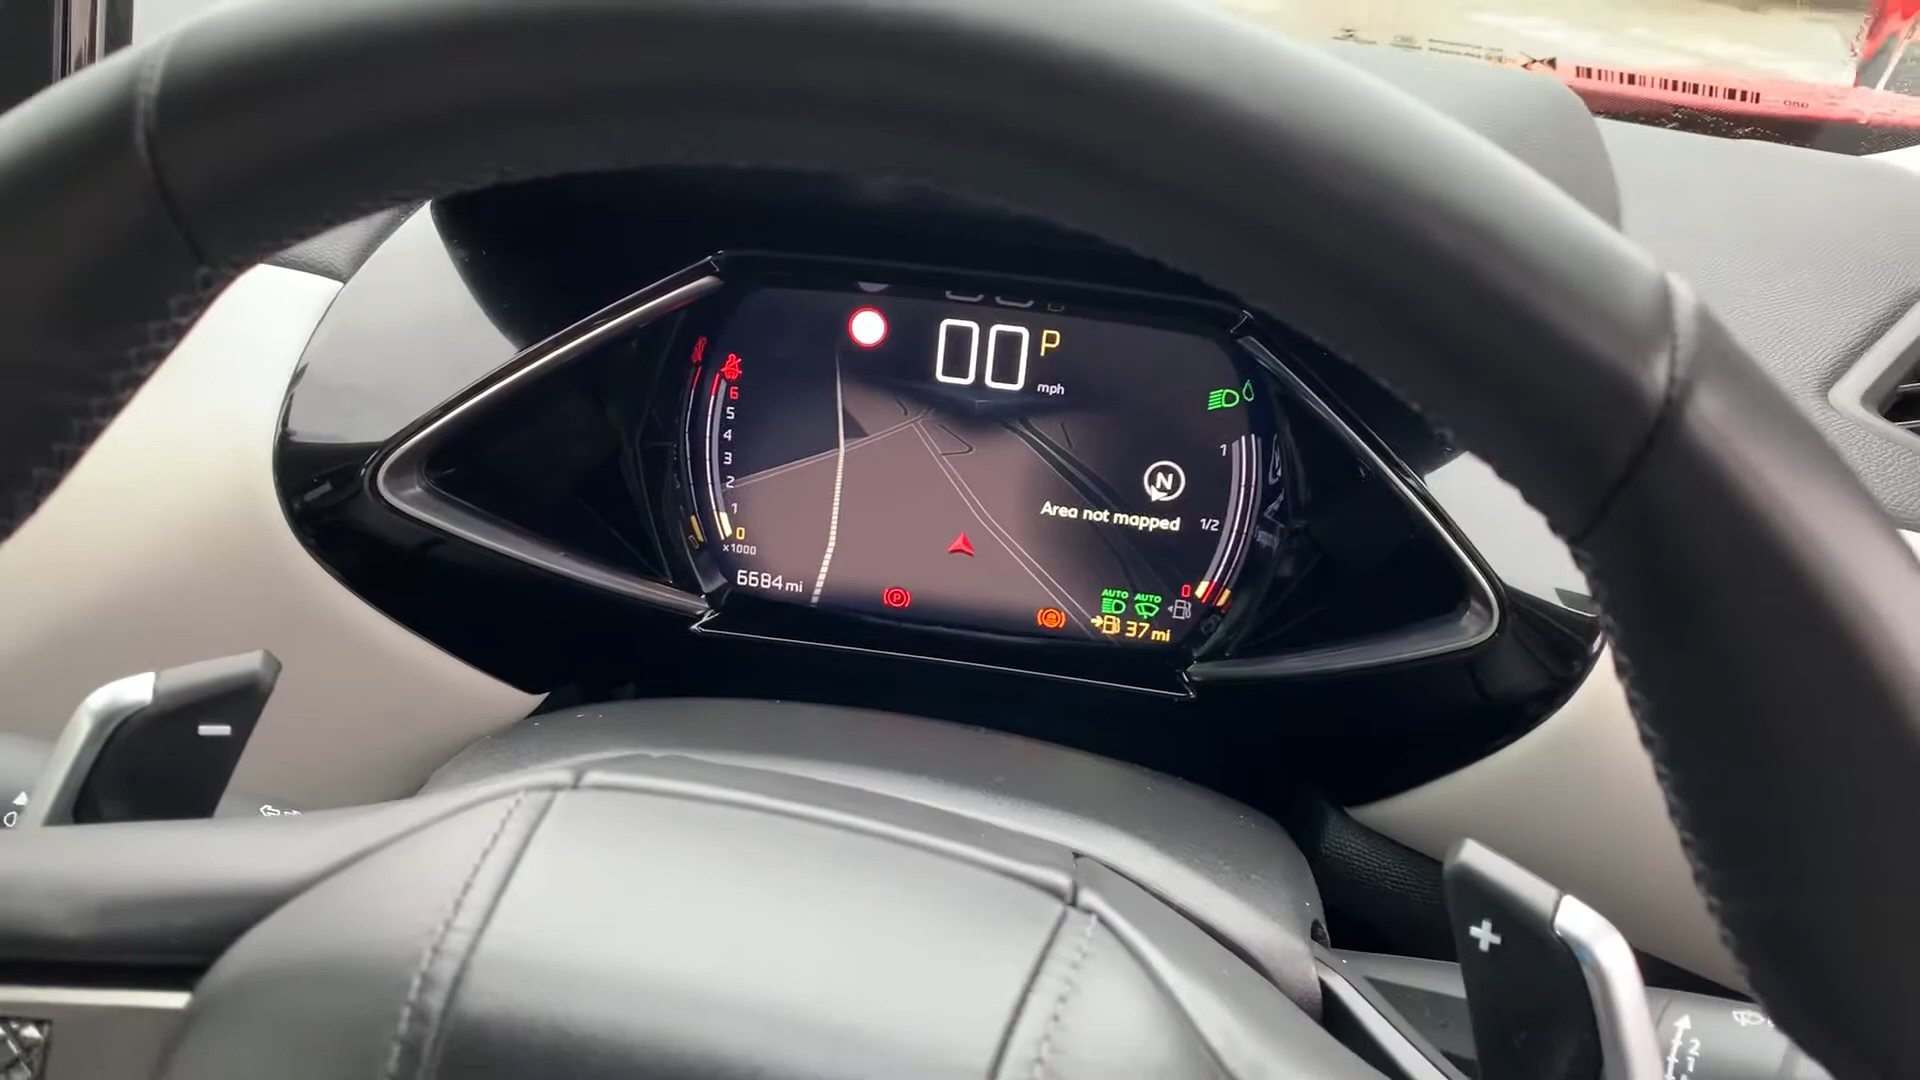 00 P
mph
6
5
4
3
2
1
0
x1000
6684 mi
1
N
Area not mapped
1/2
0
P
AUTO AUTO
37 mi
−
+